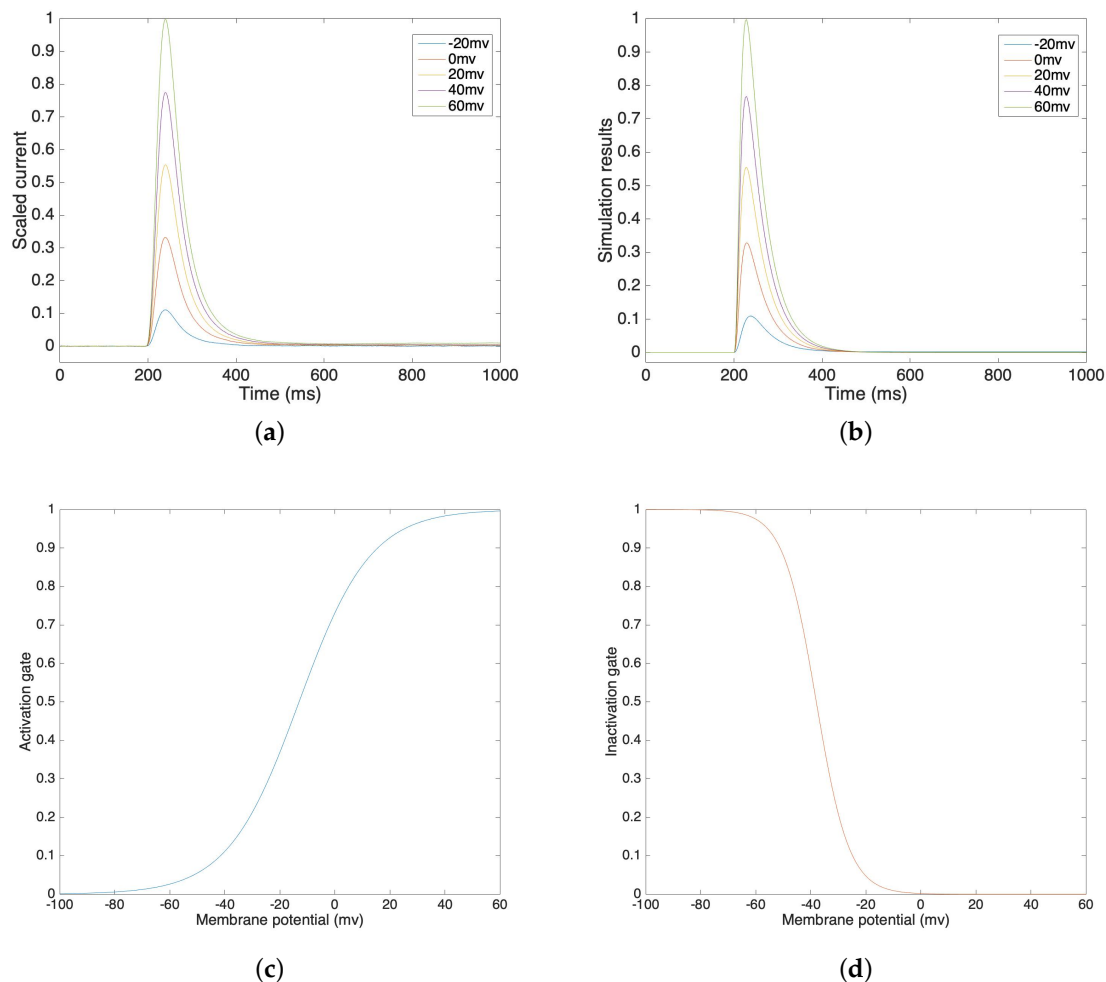 1
0.9
0.8
0.7
0.6
0.5
0.4
0.3
0.2
0.1
0
Scaled current
-20mv
0mv
20mv
40mv
60mv
0 200 400 600 800 1000
Time (ms)
(a)
1
0.9
0.8
0.7
0.6
0.5
0.4
0.3
0.2
0.1
0
Simulation results
-20mv
0mv
20mv
40mv
60mv
0 200 400 600 800 1000
Time (ms)
(b)
1
0.9
0.8
0.7
0.6
0.5
0.4
0.3
0.2
0.1
0
Activation gate
-100 -80 -60 -40 -20 0 20 40 60
Membrane potential (mv)
(c)
1
0.9
0.8
0.7
0.6
0.5
0.4
0.3
0.2
0.1
0
Inactivation gate
-100 -80 -60 -40 -20 0 20 40 60
Membrane potential (mv)
(d)